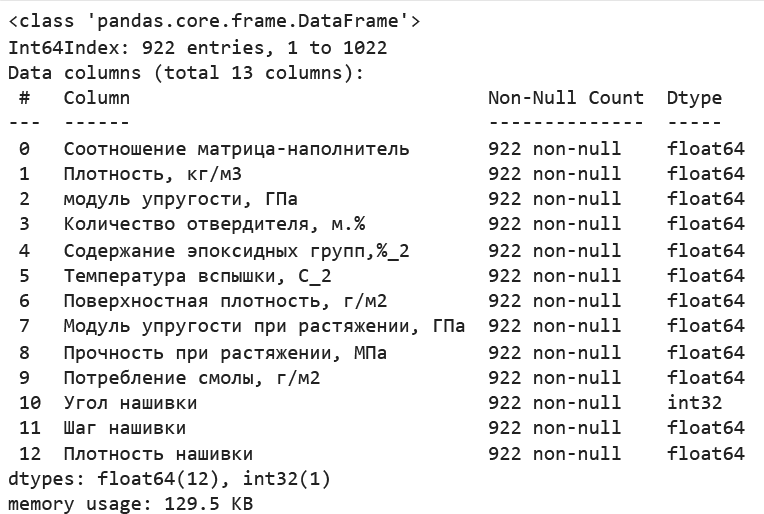 <class 'pandas.core.frame.DataFrame'>
Int64Index: 922 entries, 1 to 1022
Data columns (total 13 columns):
 #   Column                                Non-Null Count  Dtype
---  ------                                --------------  -----
 0   Соотношение матрица-наполнитель       922 non-null    float64
 1   Плотность, кг/м3                      922 non-null    float64
 2   модуль упругости, ГПа                 922 non-null    float64
 3   Количество отвердителя, м.%           922 non-null    float64
 4   Содержание эпоксидных групп,%_2       922 non-null    float64
 5   Температура вспышки, С_2              922 non-null    float64
 6   Поверхностная плотность, г/м2         922 non-null    float64
 7   Модуль упругости при растяжении, ГПа  922 non-null    float64
 8   Прочность при растяжении, МПа         922 non-null    float64
 9   Потребление смолы, г/м2               922 non-null    float64
 10  Угол нашивки                          922 non-null    int32
 11  Шаг нашивки                           922 non-null    float64
 12  Плотность нашивки                     922 non-null    float64
dtypes: float64(12), int32(1)
memory usage: 129.5 KB